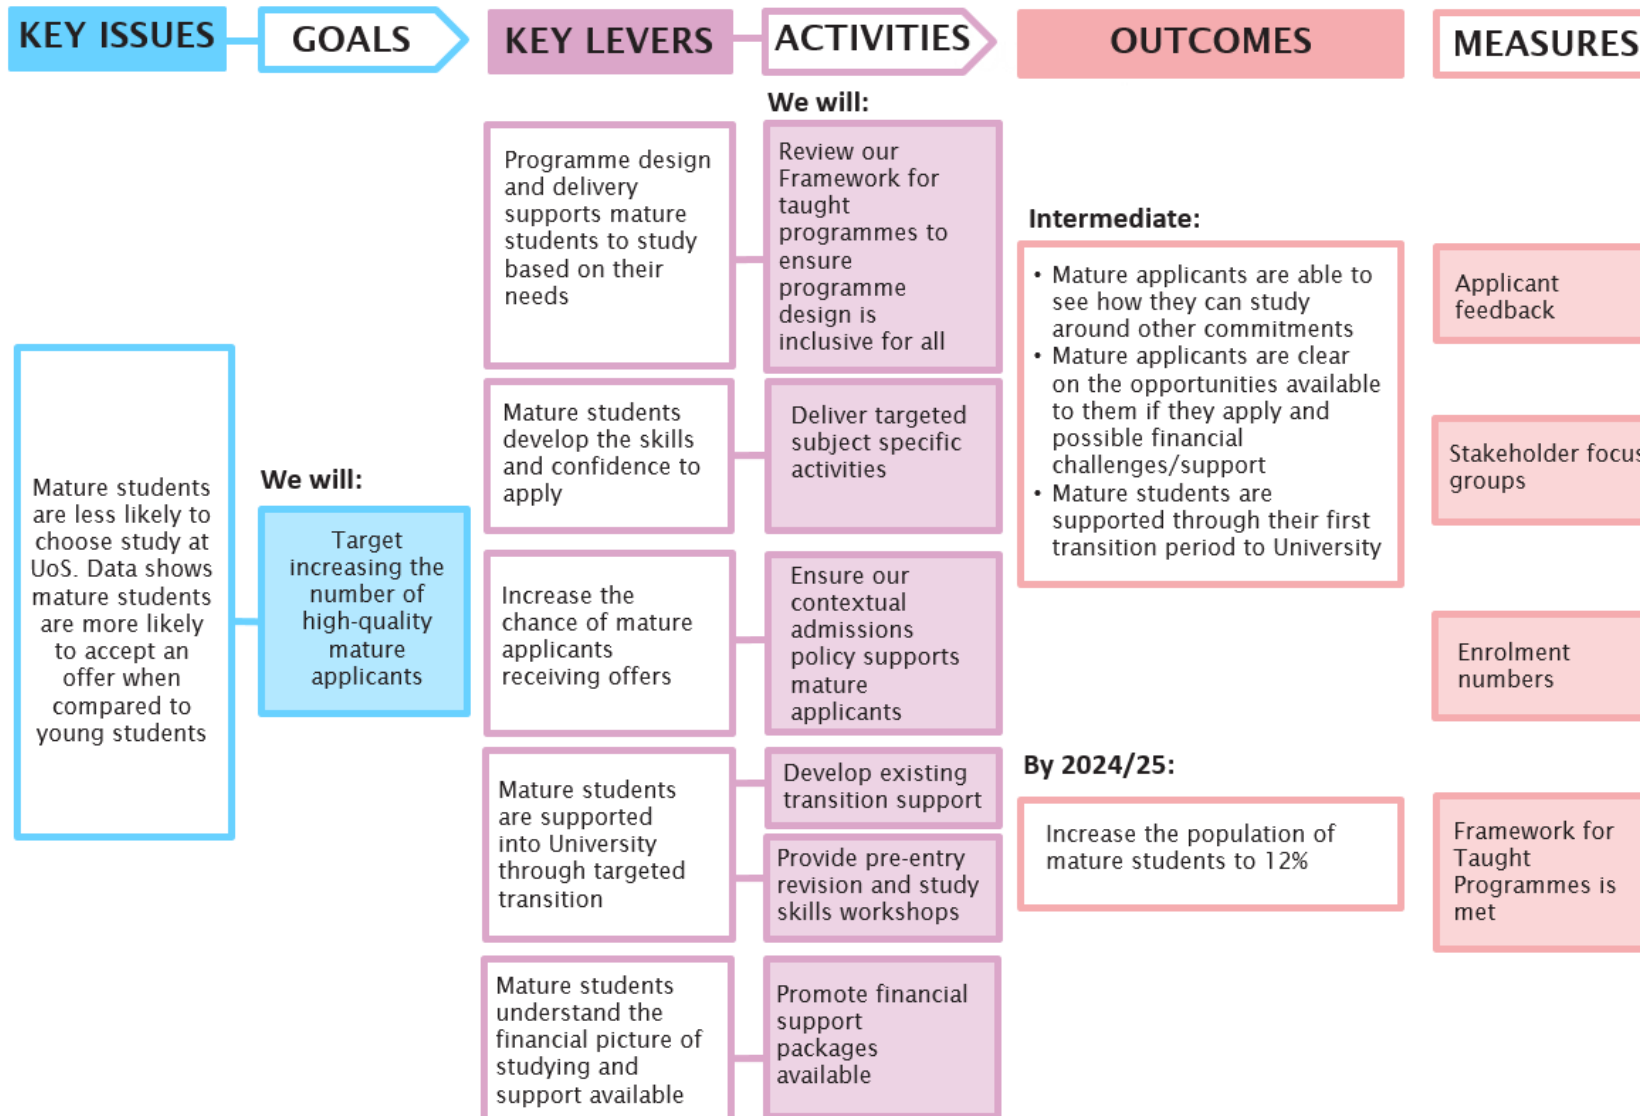 KEY ISSUES
GOALS
KEY LEVERS
ACTIVITIES
OUTCOMES
MEASURES
Mature students
are less likely to
choose study at
UoS. Data shows
mature students
are more likely
to accept an
offer when
compared to
young students
We will:
Target
increasing the
number of
high-quality
mature
applicants
Programme design
and delivery
supports mature
students to study
based on their
needs
Mature students
develop the skills
and confidence to
apply
Increase the
chance of mature
applicants
receiving offers
Mature students
are supported
into University
through targeted
transition
Mature students
understand the
financial picture of
studying and
support available
We will:
Review our
Framework for
taught
programmes to
ensure
programme
design is
inclusive for all
Deliver targeted
subject specific
activities
Ensure our
contextual
admissions
policy supports
mature
applicants
Develop existing
transition support
Provide pre-entry
revision and study
skills workshops
Promote financial
support
packages
available
Intermediate:
• Mature applicants are able to
see how they can study
around other commitments
• Mature applicants are clear
on the opportunities available
to them if they apply and
possible financial
challenges/support
• Mature students are
supported through their first
transition period to University
By 2024/25:
Increase the population of
mature students to 12%
Applicant
feedback
Stakeholder focus
groups
Enrolment
numbers
Framework for
Taught
Programmes is
met